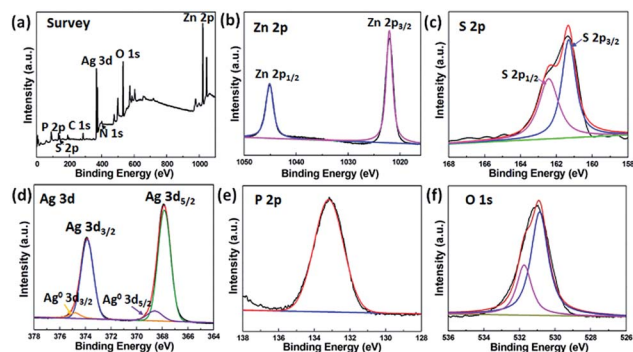 (a) Survey
Zn 2p
Ag 3d
O 1s
P 2p
C 1s
N 1s
S 2p
Intensity (a.u.)
0 200 400 600 800 1000
Binding Energy (eV)
(b) Zn 2p
Zn 2p3/2
Zn 2p1/2
Intensity (a.u.)
1050 1040 1030 1020
Binding Energy (eV)
(c) S 2p
S 2p3/2
S 2p1/2
Intensity (a.u.)
168 166 164 162 160 158
Binding Energy (eV)
(d) Ag 3d
Ag 3d5/2
Ag 3d3/2
Ag0 3d3/2
Ag0 3d5/2
Intensity (a.u.)
378 376 374 372 370 368 366 364
Binding Energy (eV)
(e) P 2p
Intensity (a.u.)
138 136 134 132 130 128
Binding Energy (eV)
(f) O 1s
Intensity (a.u.)
536 534 532 530 528 526
Binding Energy (eV)